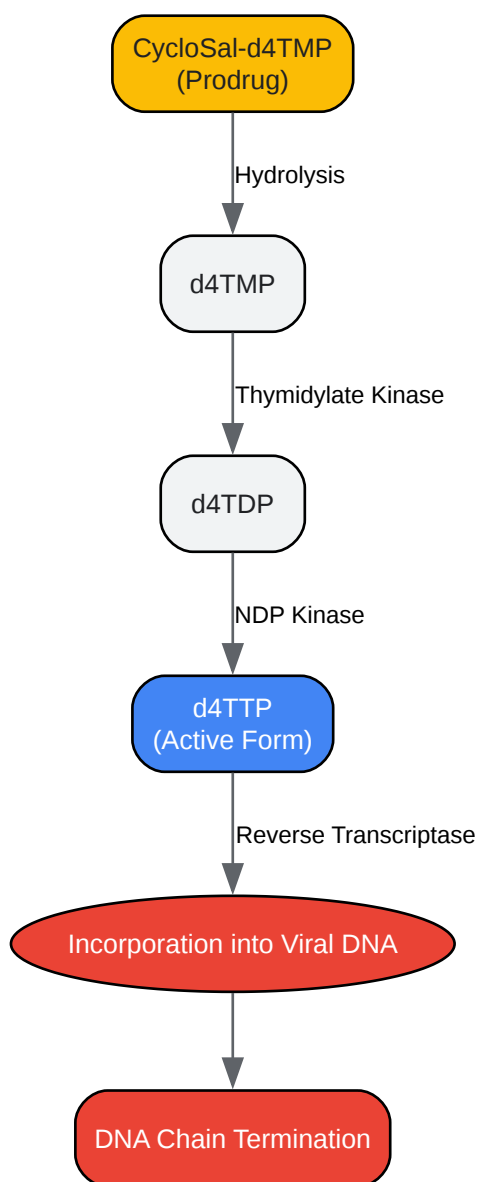 CycloSal-d4TMP
(Prodrug)
Hydrolysis
d4TMP
Thymidylate Kinase
d4TDP
NDP Kinase
d4TTP
(Active Form)
Reverse Transcriptase
Incorporation into Viral DNA
DNA Chain Termination